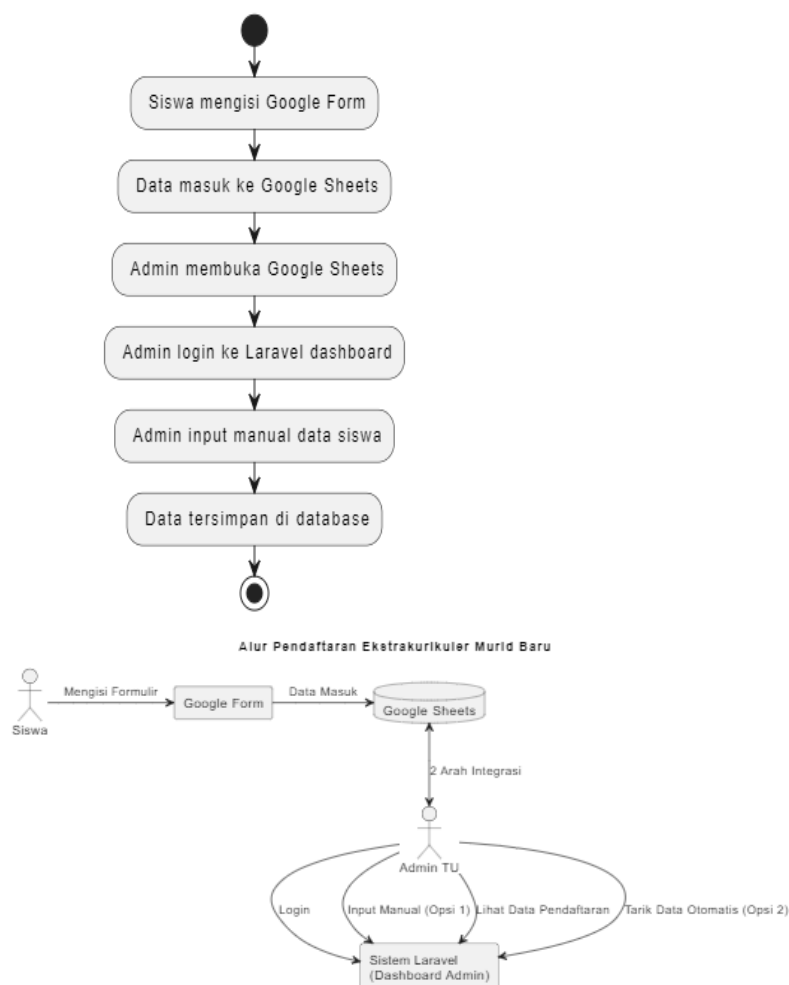 Siswa mengisi Google Form
Data masuk ke Google Sheets
Admin membuka Google Sheets
Admin login ke Laravel dashboard
Admin input manual data siswa
Data tersimpan di database
Alur Pendaftaran Ekstrakurikuler Murid Baru
Mengisi Formulir
Data Masuk
Google Form
Google Sheets
Siswa
2 Arah Integrasi
Admin TU
Login
Input Manual (Opsi 1)
Lihat Data Pendaftaran
Tarik Data Otomatis (Opsi 2)
Sistem Laravel
(Dashboard Admin)